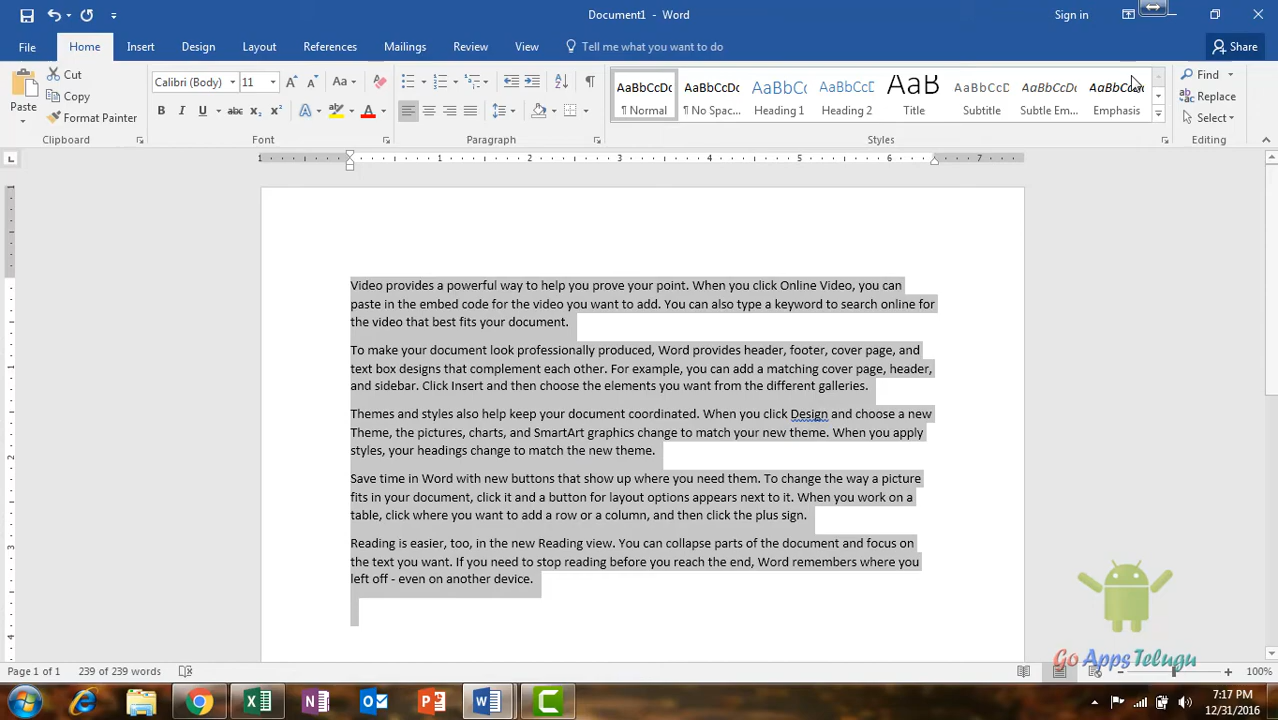 Document1 - Word
Sign in
File
Home
Insert
Design
Layout
References
Mailings
Review
View
Tell me what you want to do
Share
Paste
Cut
Copy
Format Painter
Calibri (Body)
11
Aa
B I U abc x₂ x²
A
A
AaBbCcDc
AaBbCcDc
AaBbCc
AaBbCcE
AaB
AaBbCcD
AaBbCcDc
AaBbCcDc
¶ Normal
¶ No Spac...
Heading 1
Heading 2
Title
Subtitle
Subtle Em...
Emphasis
Find
Replace
Select
Clipboard
Font
Paragraph
Styles
Editing
1 1 2 3 4 5 6 7
Video provides a powerful way to help you prove your point. When you click Online Video, you can
paste in the embed code for the video you want to add. You can also type a keyword to search online for
the video that best fits your document.
To make your document look professionally produced, Word provides header, footer, cover page, and
text box designs that complement each other. For example, you can add a matching cover page, header,
and sidebar. Click Insert and then choose the elements you want from the different galleries.
Themes and styles also help keep your document coordinated. When you click Design and choose a new
Theme, the pictures, charts, and SmartArt graphics change to match your new theme. When you apply
styles, your headings change to match the new theme.
Save time in Word with new buttons that show up where you need them. To change the way a picture
fits in your document, click it and a button for layout options appears next to it. When you work on a
table, click where you want to add a row or a column, and then click the plus sign.
Reading is easier, too, in the new Reading view. You can collapse parts of the document and focus on
the text you want. If you need to stop reading before you reach the end, Word remembers where you
left off - even on another device.
Go Apps Telugu
Page 1 of 1
239 of 239 words
100%
7:17 PM
12/31/2016